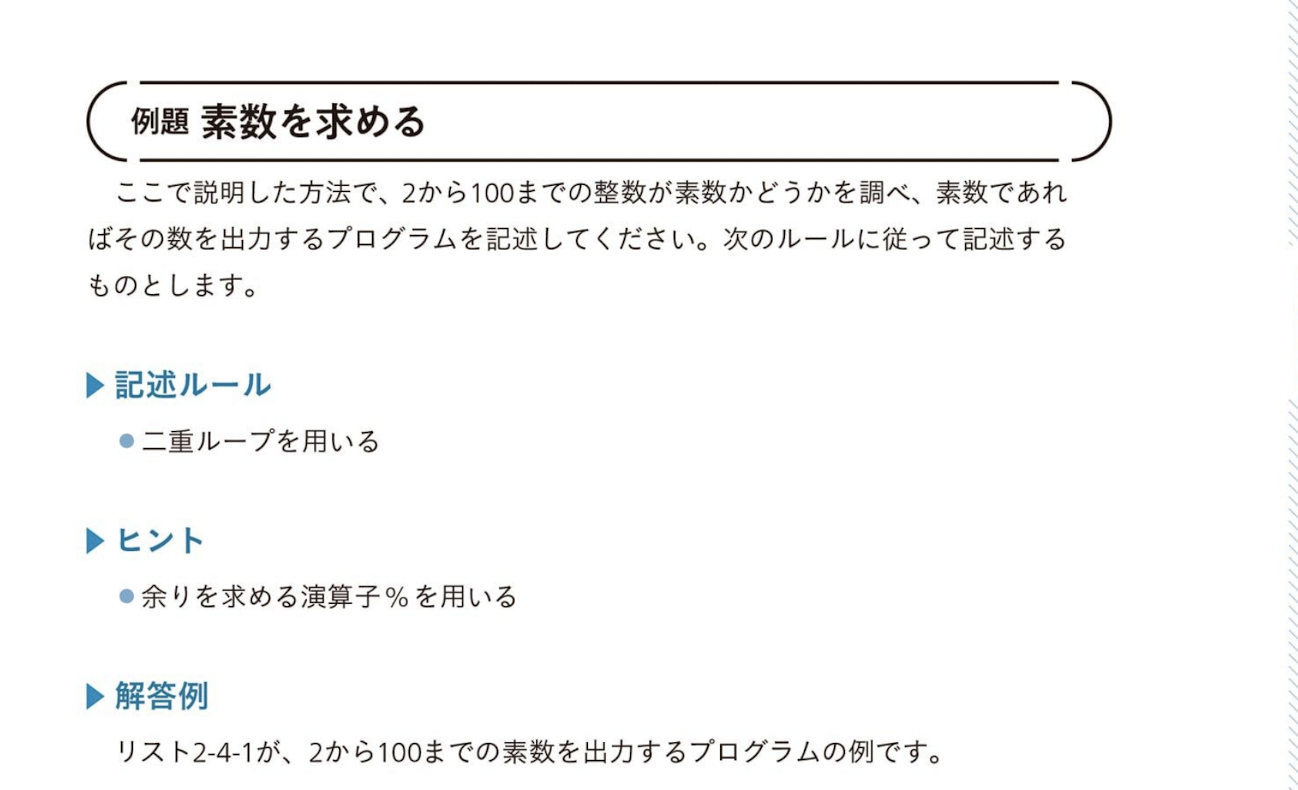 例題 素数を求める
ここで説明した方法で、2から100までの整数が素数かどうかを調べ、素数であれ
ばその数を出力するプログラムを記述してください。次のルールに従って記述する
ものとします。
▶記述ルール
●二重ループを用いる
▶ヒント
●余りを求める演算子%を用いる
▶解答例
リスト2-4-1が、2から100までの素数を出力するプログラムの例です。